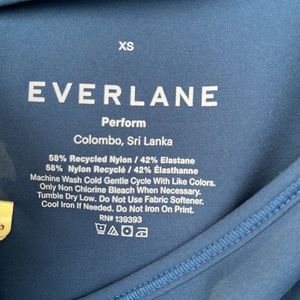 XS
EVERLANE
Perform
Colombo, Sri Lanka
58% Recycled Nylon / 42% Elastane
58% Nylon Recyclé / 42% Élasthanne
Machine Wash Cold Gentle Cycle With Like Colors.
Only Non Chlorine Bleach When Necessary.
Tumble Dry Low. Do Not Use Fabric Softener.
Cool Iron If Needed. Do Not Iron on Print.
RN# 139393